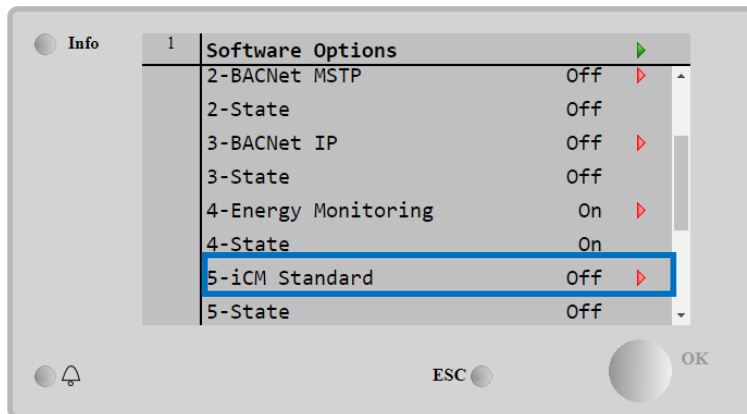 Info
1 Software Options
2-BACNet MSTP Off
2-State Off
3-BACNet IP Off
3-State Off
4-Energy Monitoring On
4-State On
5-iCM Standard Off
5-State Off
ESC
OK